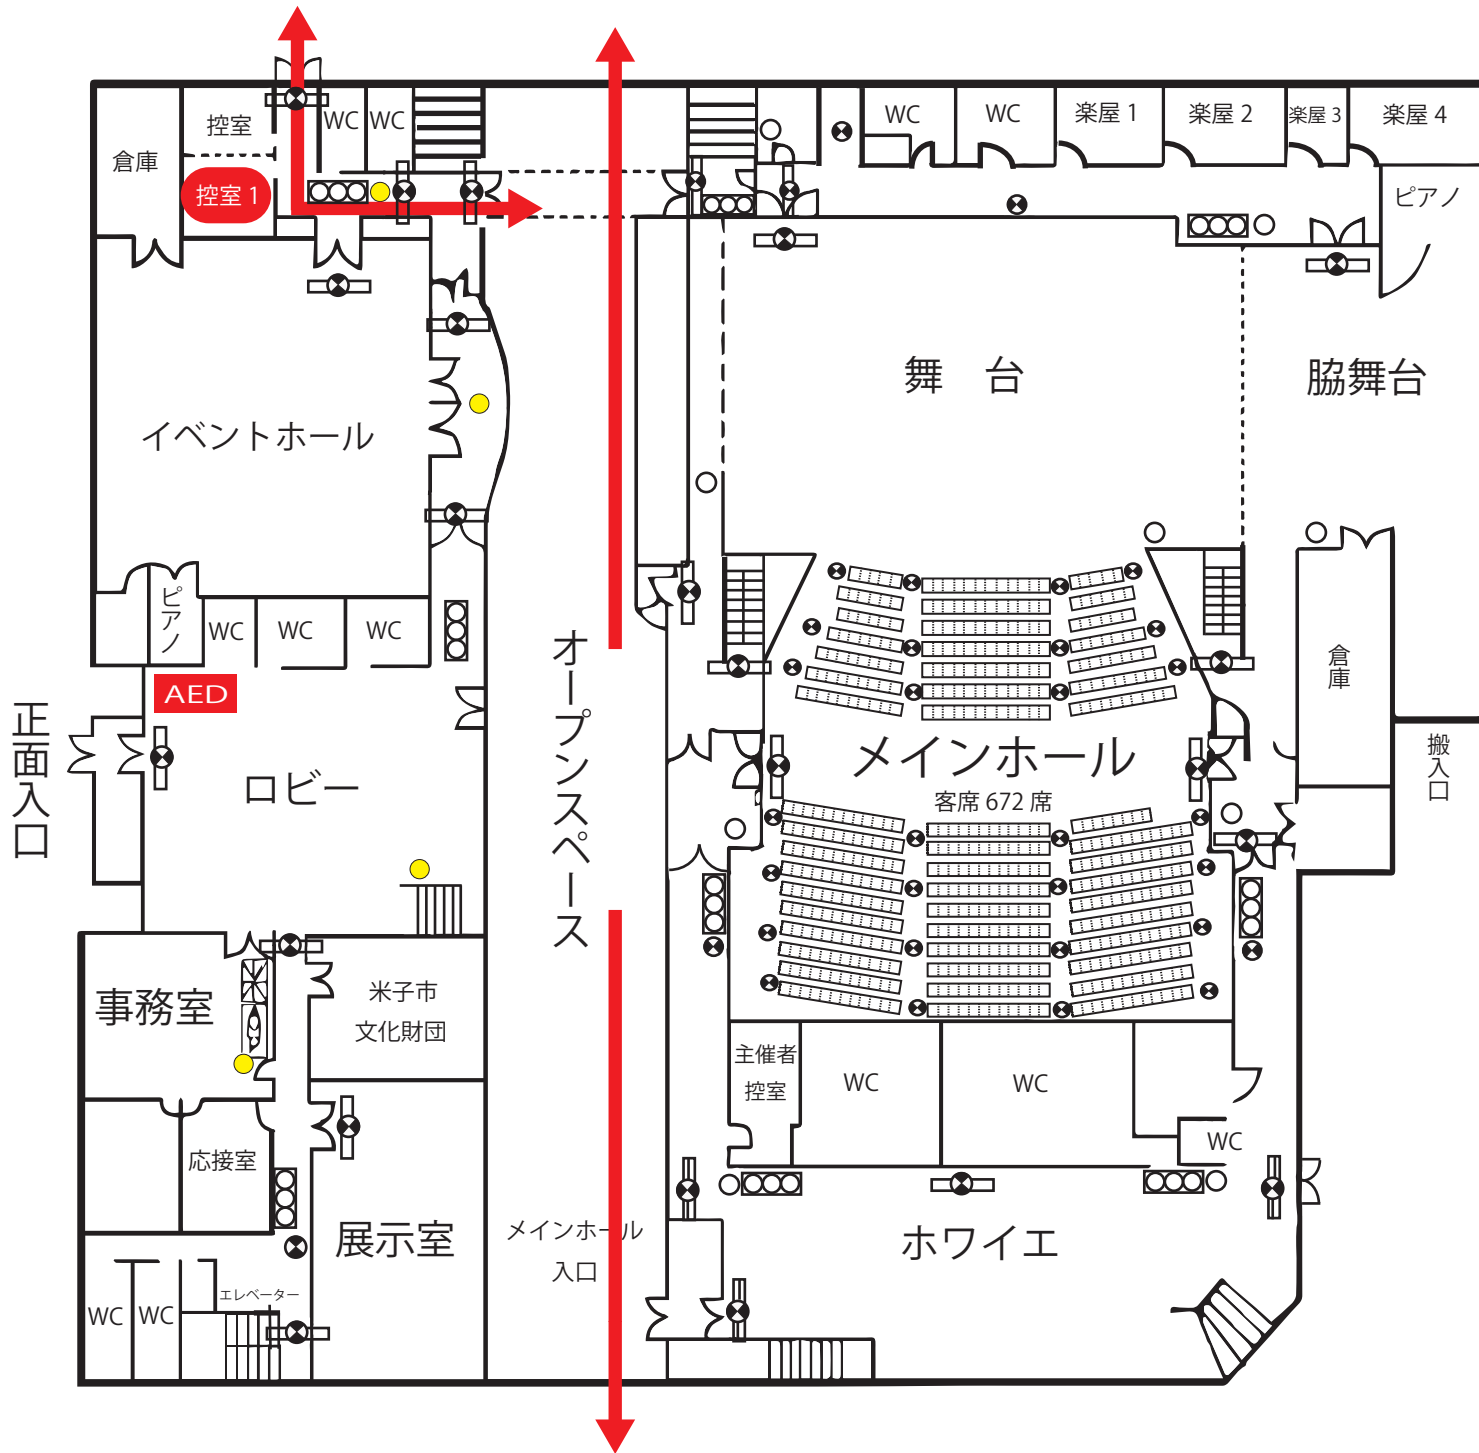 控室
WC
WC
倉庫
控室 1
WC
WC
楽屋 1
楽屋 2
楽屋 3
楽屋 4
ピアノ
舞 台
脇舞台
イベントホール
ピアノ
WC
WC
WC
AED
正面入口
ロビー
オープンスペース
メインホール
客席 672 席
倉庫
搬入口
事務室
米子市
文化財団
主催者
控室
WC
WC
WC
応接室
展示室
メインホール
入口
ホワイエ
エレベーター
WC
WC